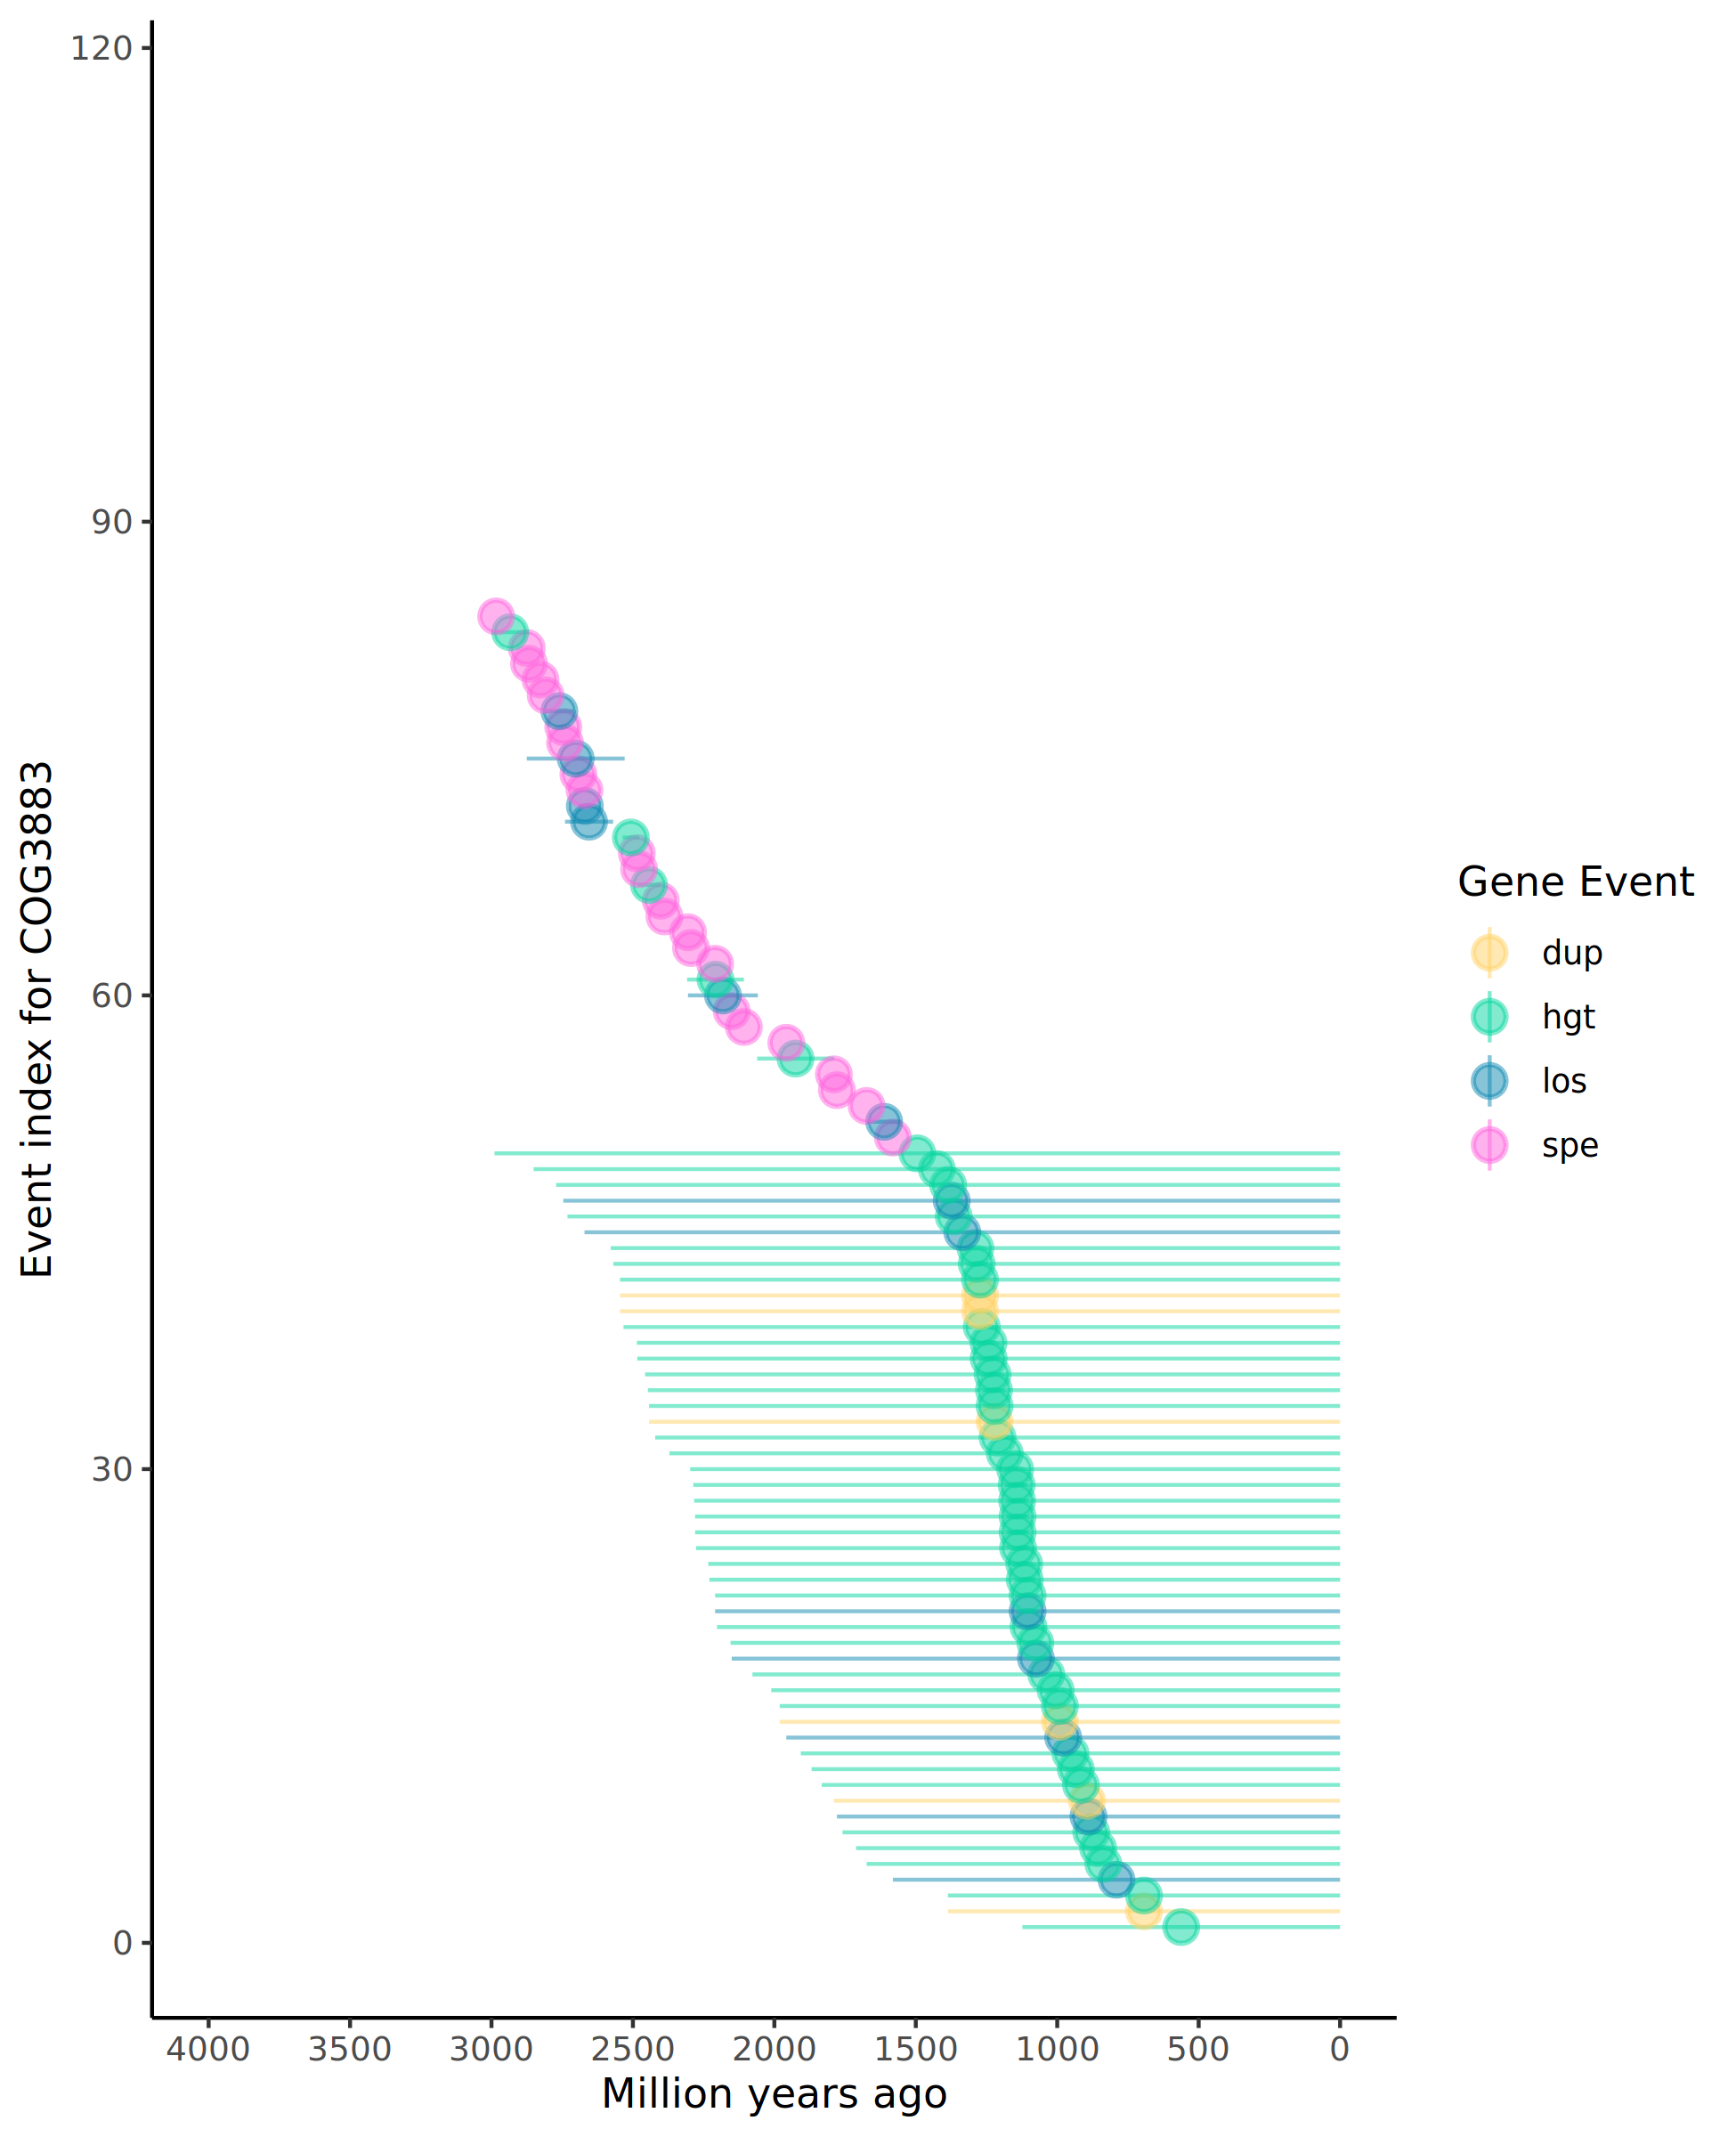 120
90
60
30
0
Event index for COG3883
4000 3500 3000 2500 2000 1500 1000 500 0
Million years ago
Gene Event
dup
hgt
los
spe